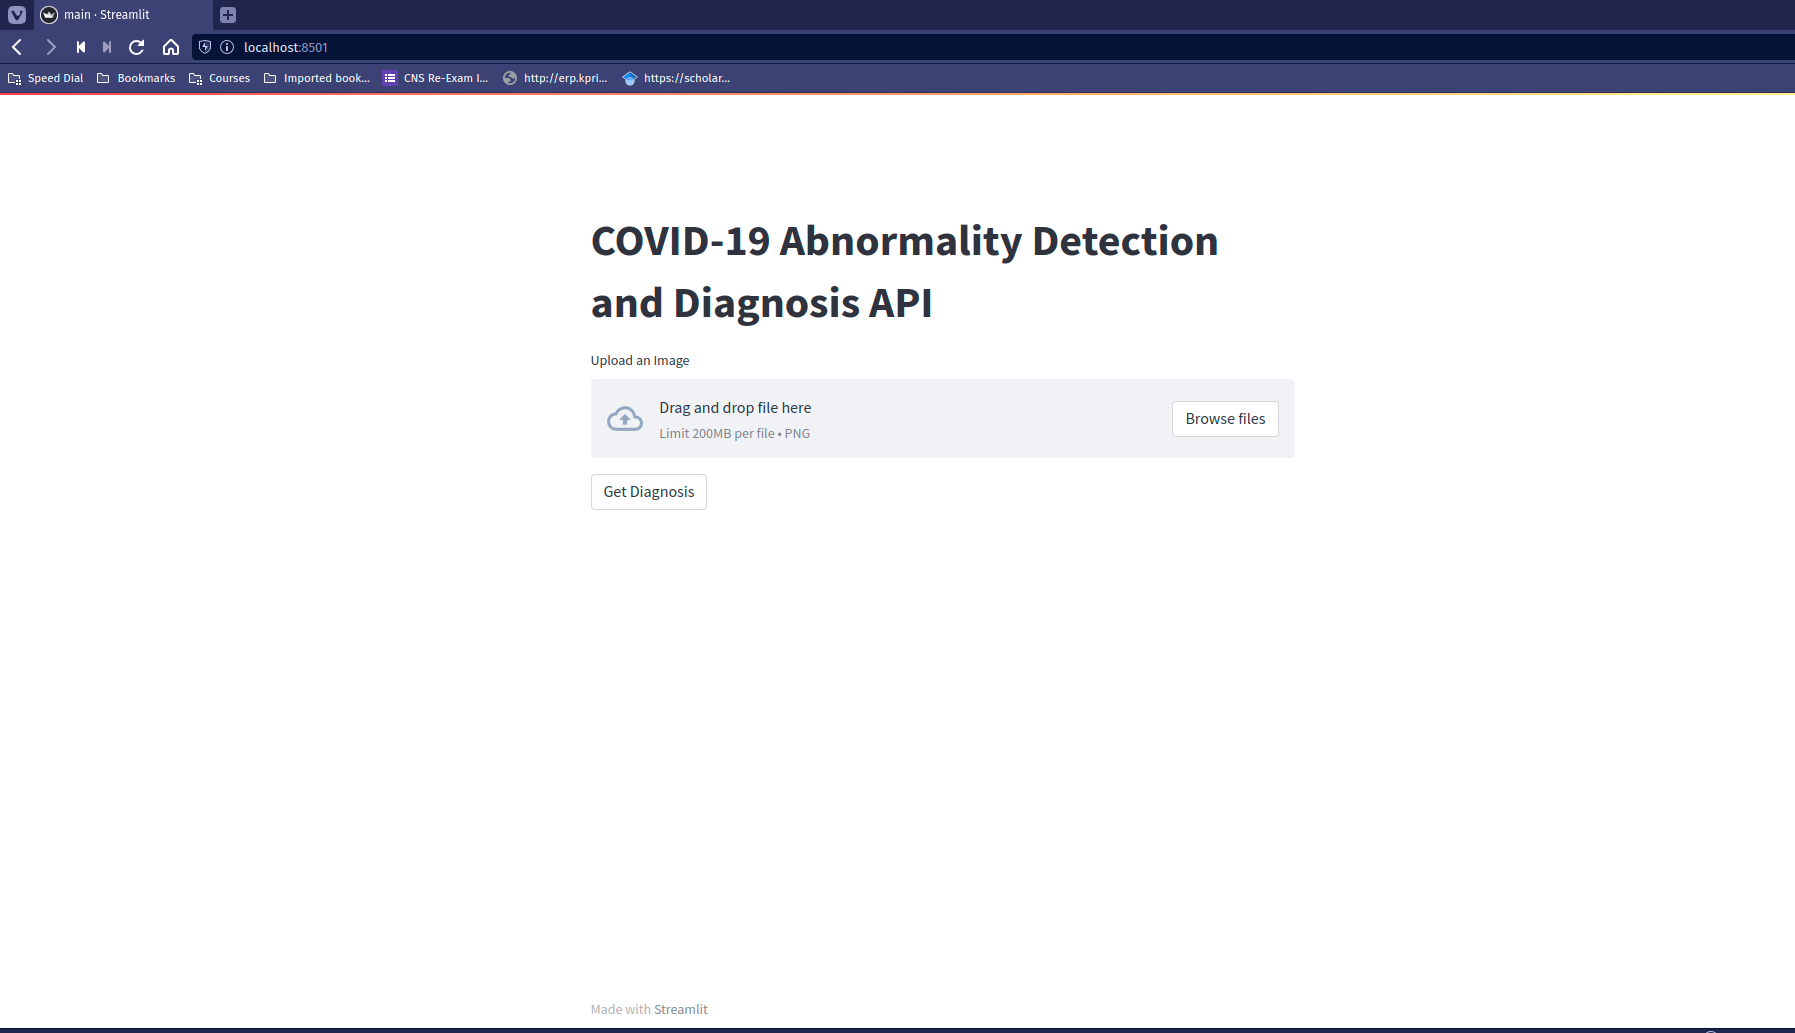 main · Streamlit
localhost:8501
Speed Dial Bookmarks Courses Imported book... CNS Re-Exam I... http://erp.kpri... https://scholar...
COVID-19 Abnormality Detection
and Diagnosis API
Upload an Image
Drag and drop file here
Limit 200MB per file • PNG
Browse files
Get Diagnosis
Made with Streamlit